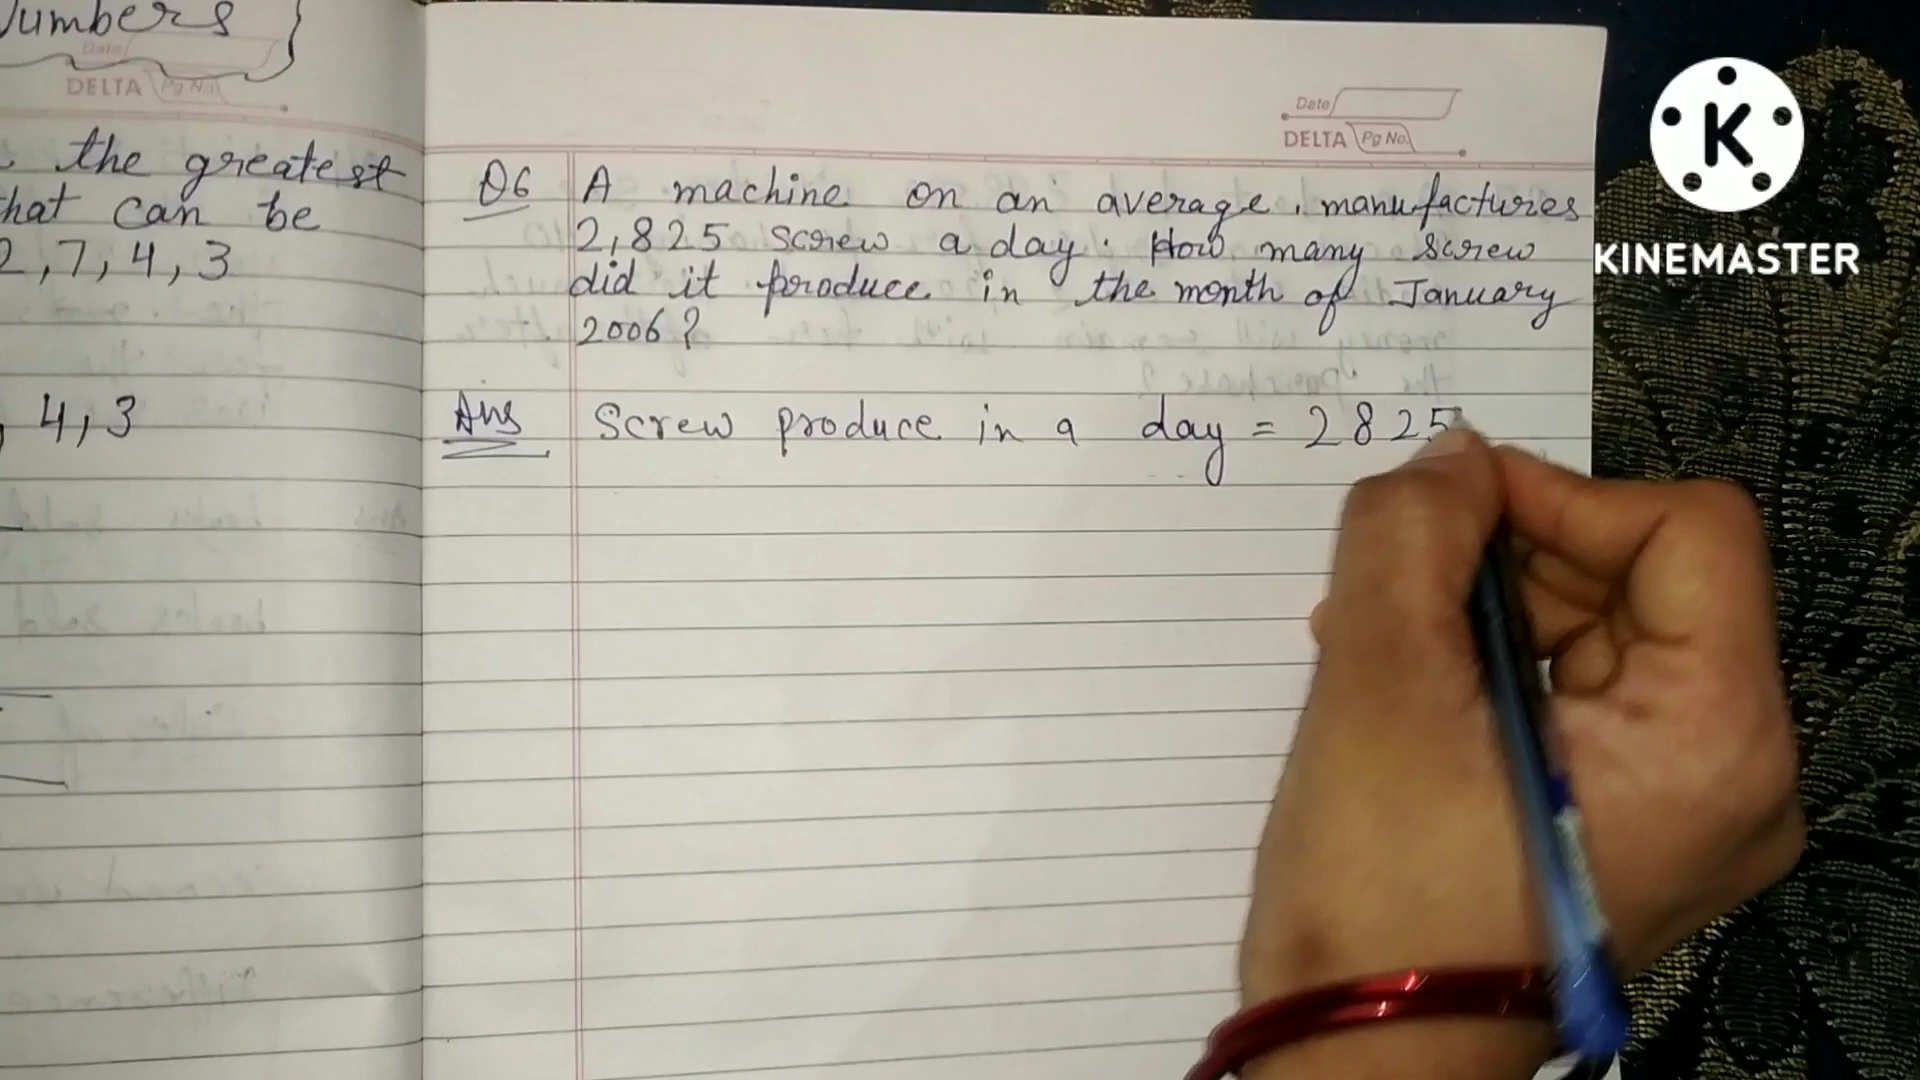 Numbers
Date
DELTA Pg No.
the greatest
that can be
2, 7, 4, 3
4, 3
Date
DELTA Pg No.
Q6 A machine on an average. manufactures
2,825 screw a day. How many screw
did it produce in the month of January
2006?
Ans Screw produce in a day = 2825
K
KINEMASTER